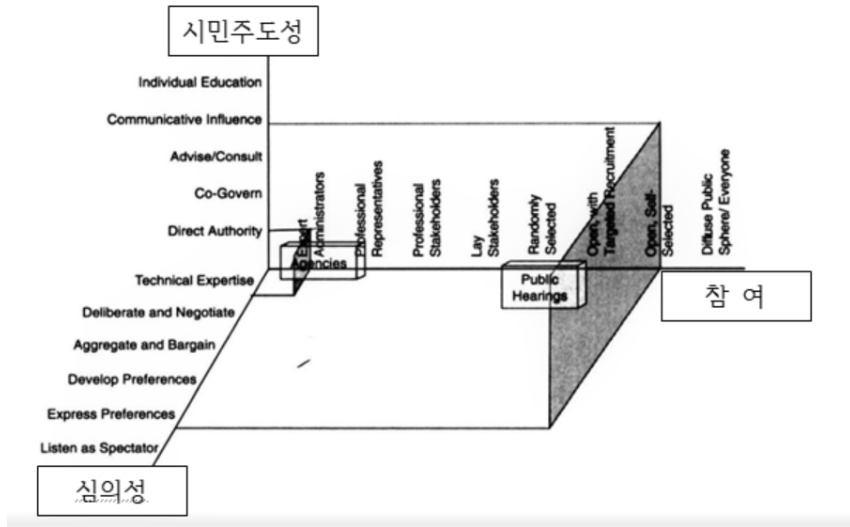 시민주도성
Individual Education
Communicative Influence
Advise/Consult
Co-Govern
Direct Authority
Expert
Administrators
Professional
Representatives
Professional
Stakeholders
Lay
Stakeholders
Randomly
Selected
Open, with
Targeted Recruitment
Open, Self-
Selected
Diffuse Public
Sphere/ Everyone
Agencies
Public
Hearings
참 여
Technical Expertise
Deliberate and Negotiate
Aggregate and Bargain
Develop Preferences
Express Preferences
Listen as Spectator
심의성